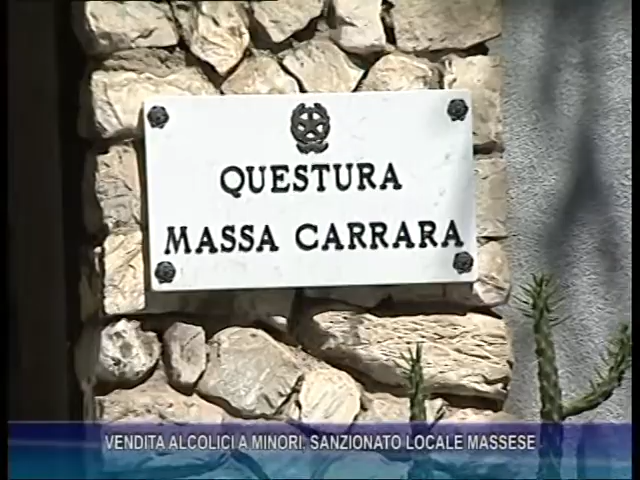 QUESTURA
MASSA CARRARA
VENDITA ALCOLICI A MINORI. SANZIONATO LOCALE MASSESE